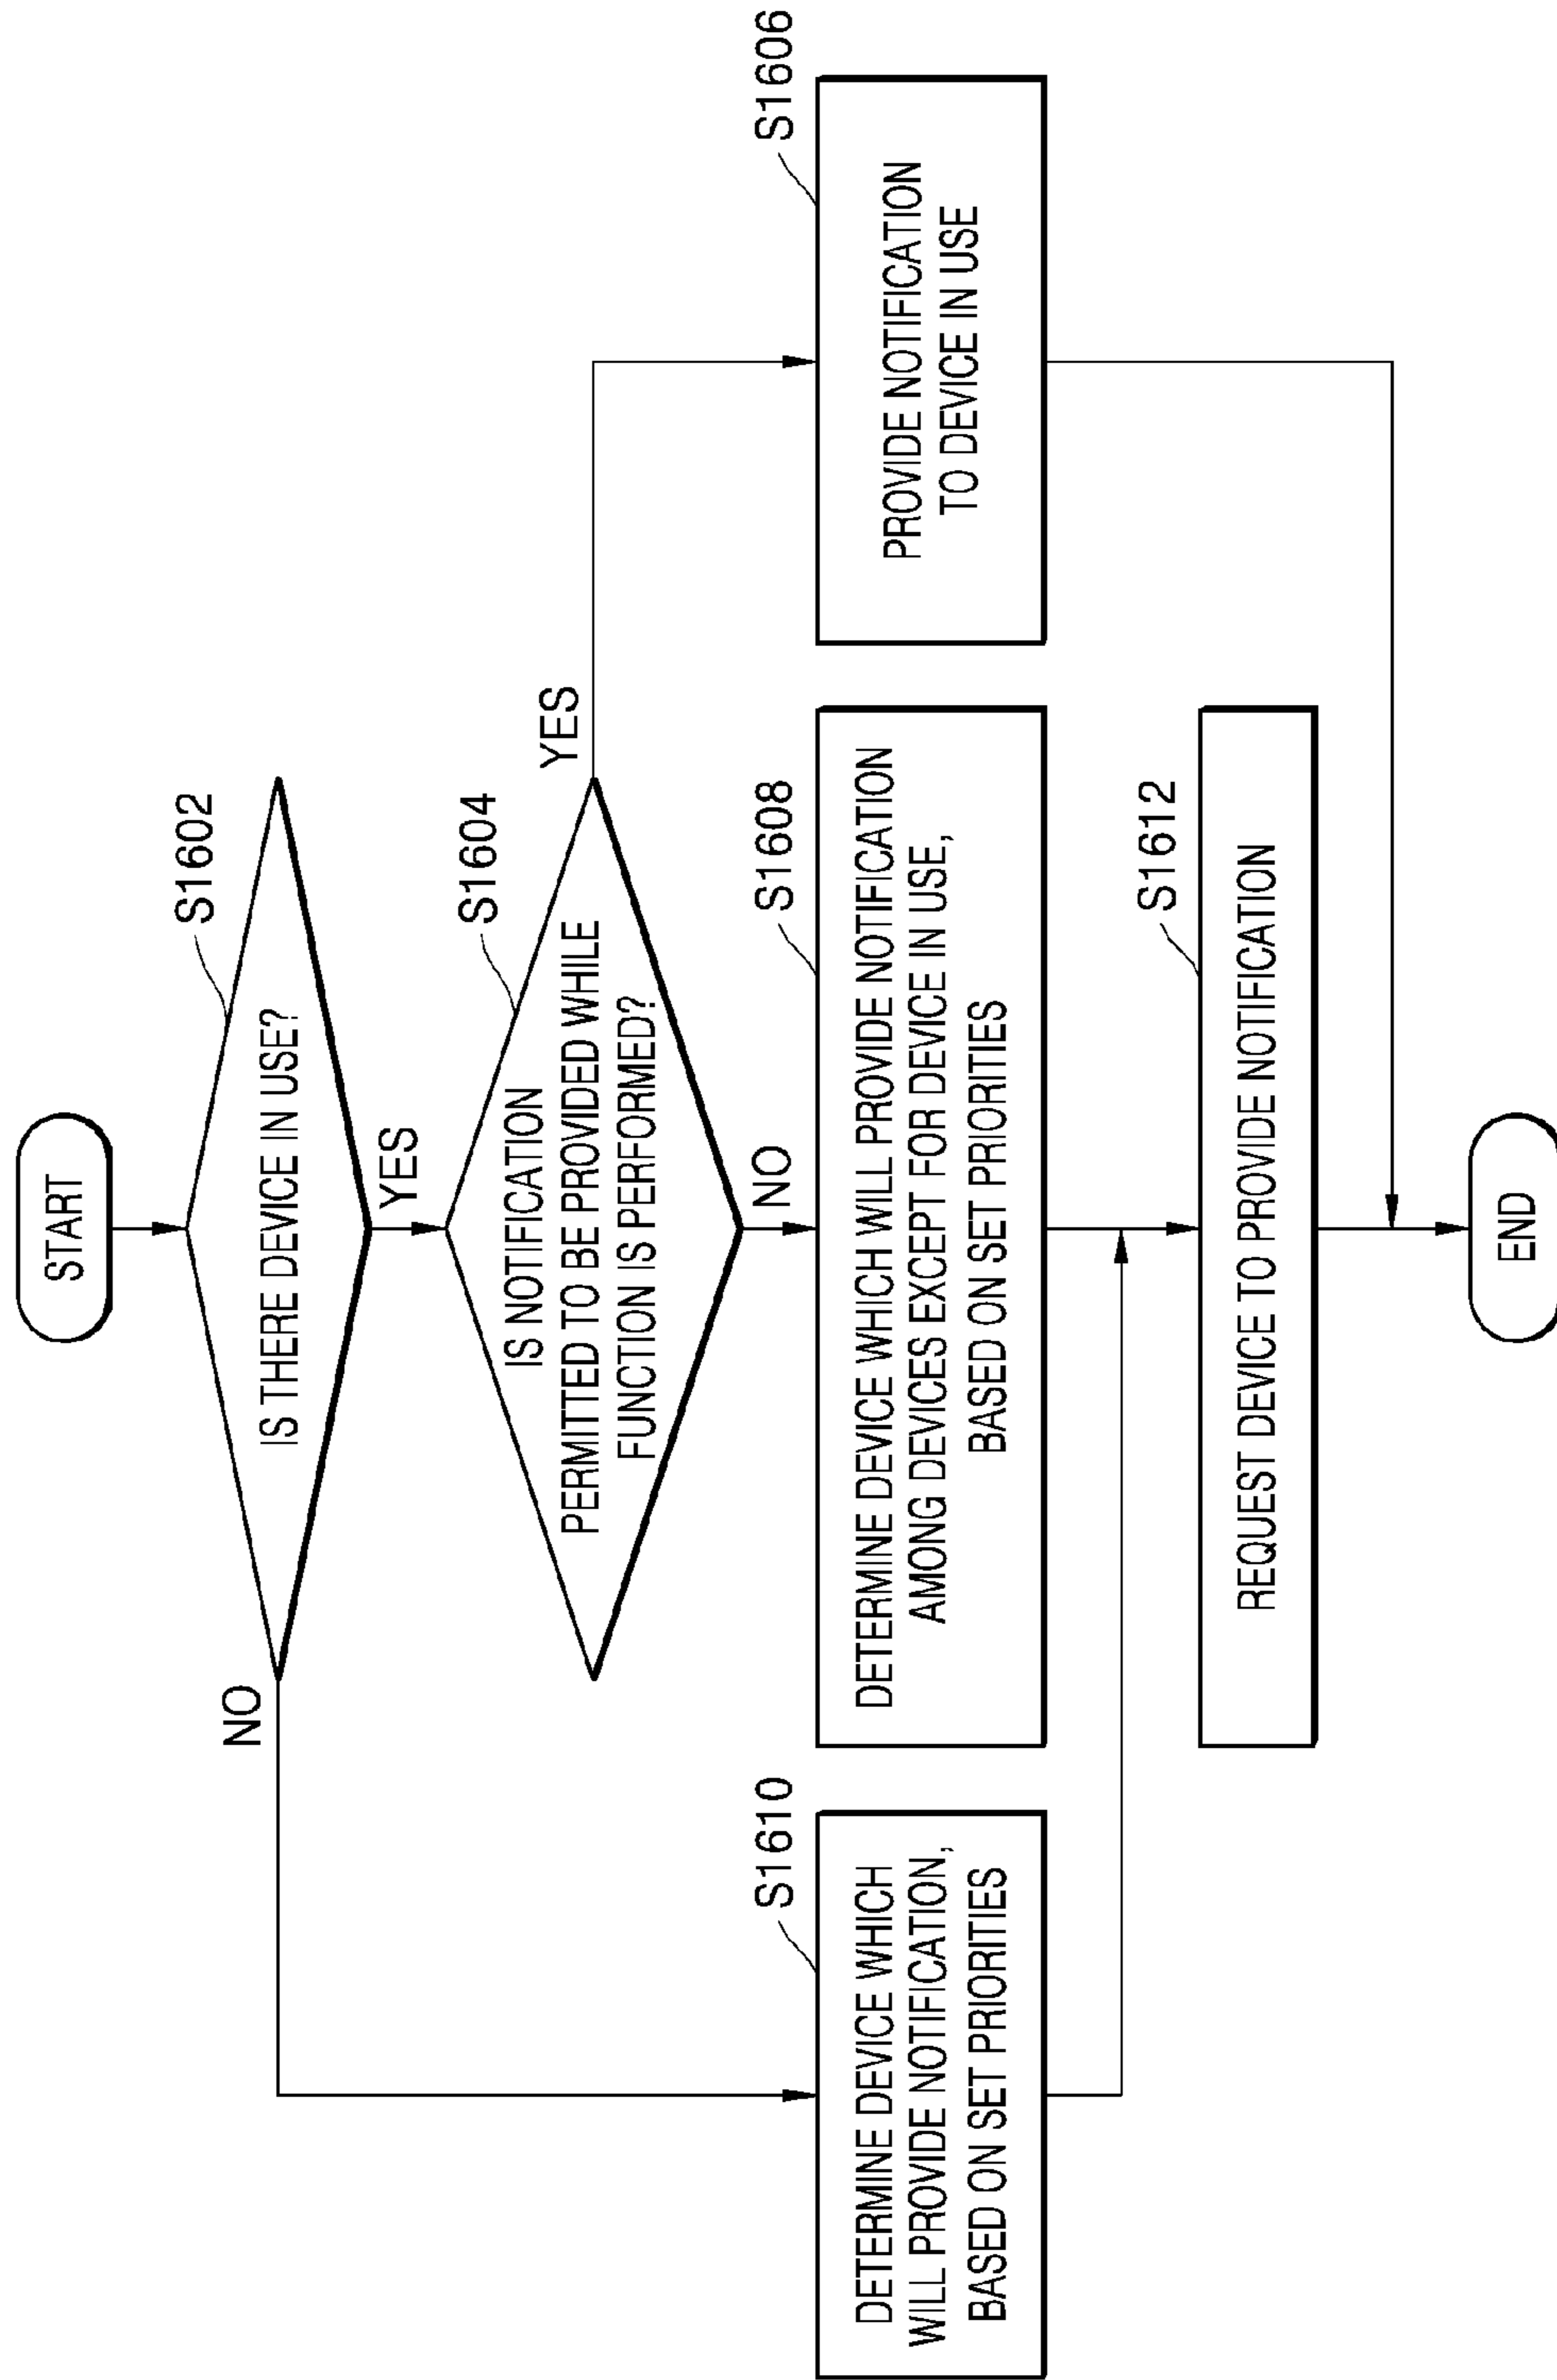 START
S1602
IS THERE DEVICE IN USE?
NO
YES
S1604
IS NOTIFICATION
PERMITTED TO BE PROVIDED WHILE
FUNCTION IS PERFORMED?
YES
NO
S1610
DETERMINE DEVICE WHICH
WILL PROVIDE NOTIFICATION,
BASED ON SET PRIORITIES
S1608
DETERMINE DEVICE WHICH WILL PROVIDE NOTIFICATION
AMONG DEVICES EXCEPT FOR DEVICE IN USE,
BASED ON SET PRIORITIES
S1606
PROVIDE NOTIFICATION
TO DEVICE IN USE
S1612
REQUEST DEVICE TO PROVIDE NOTIFICATION
END